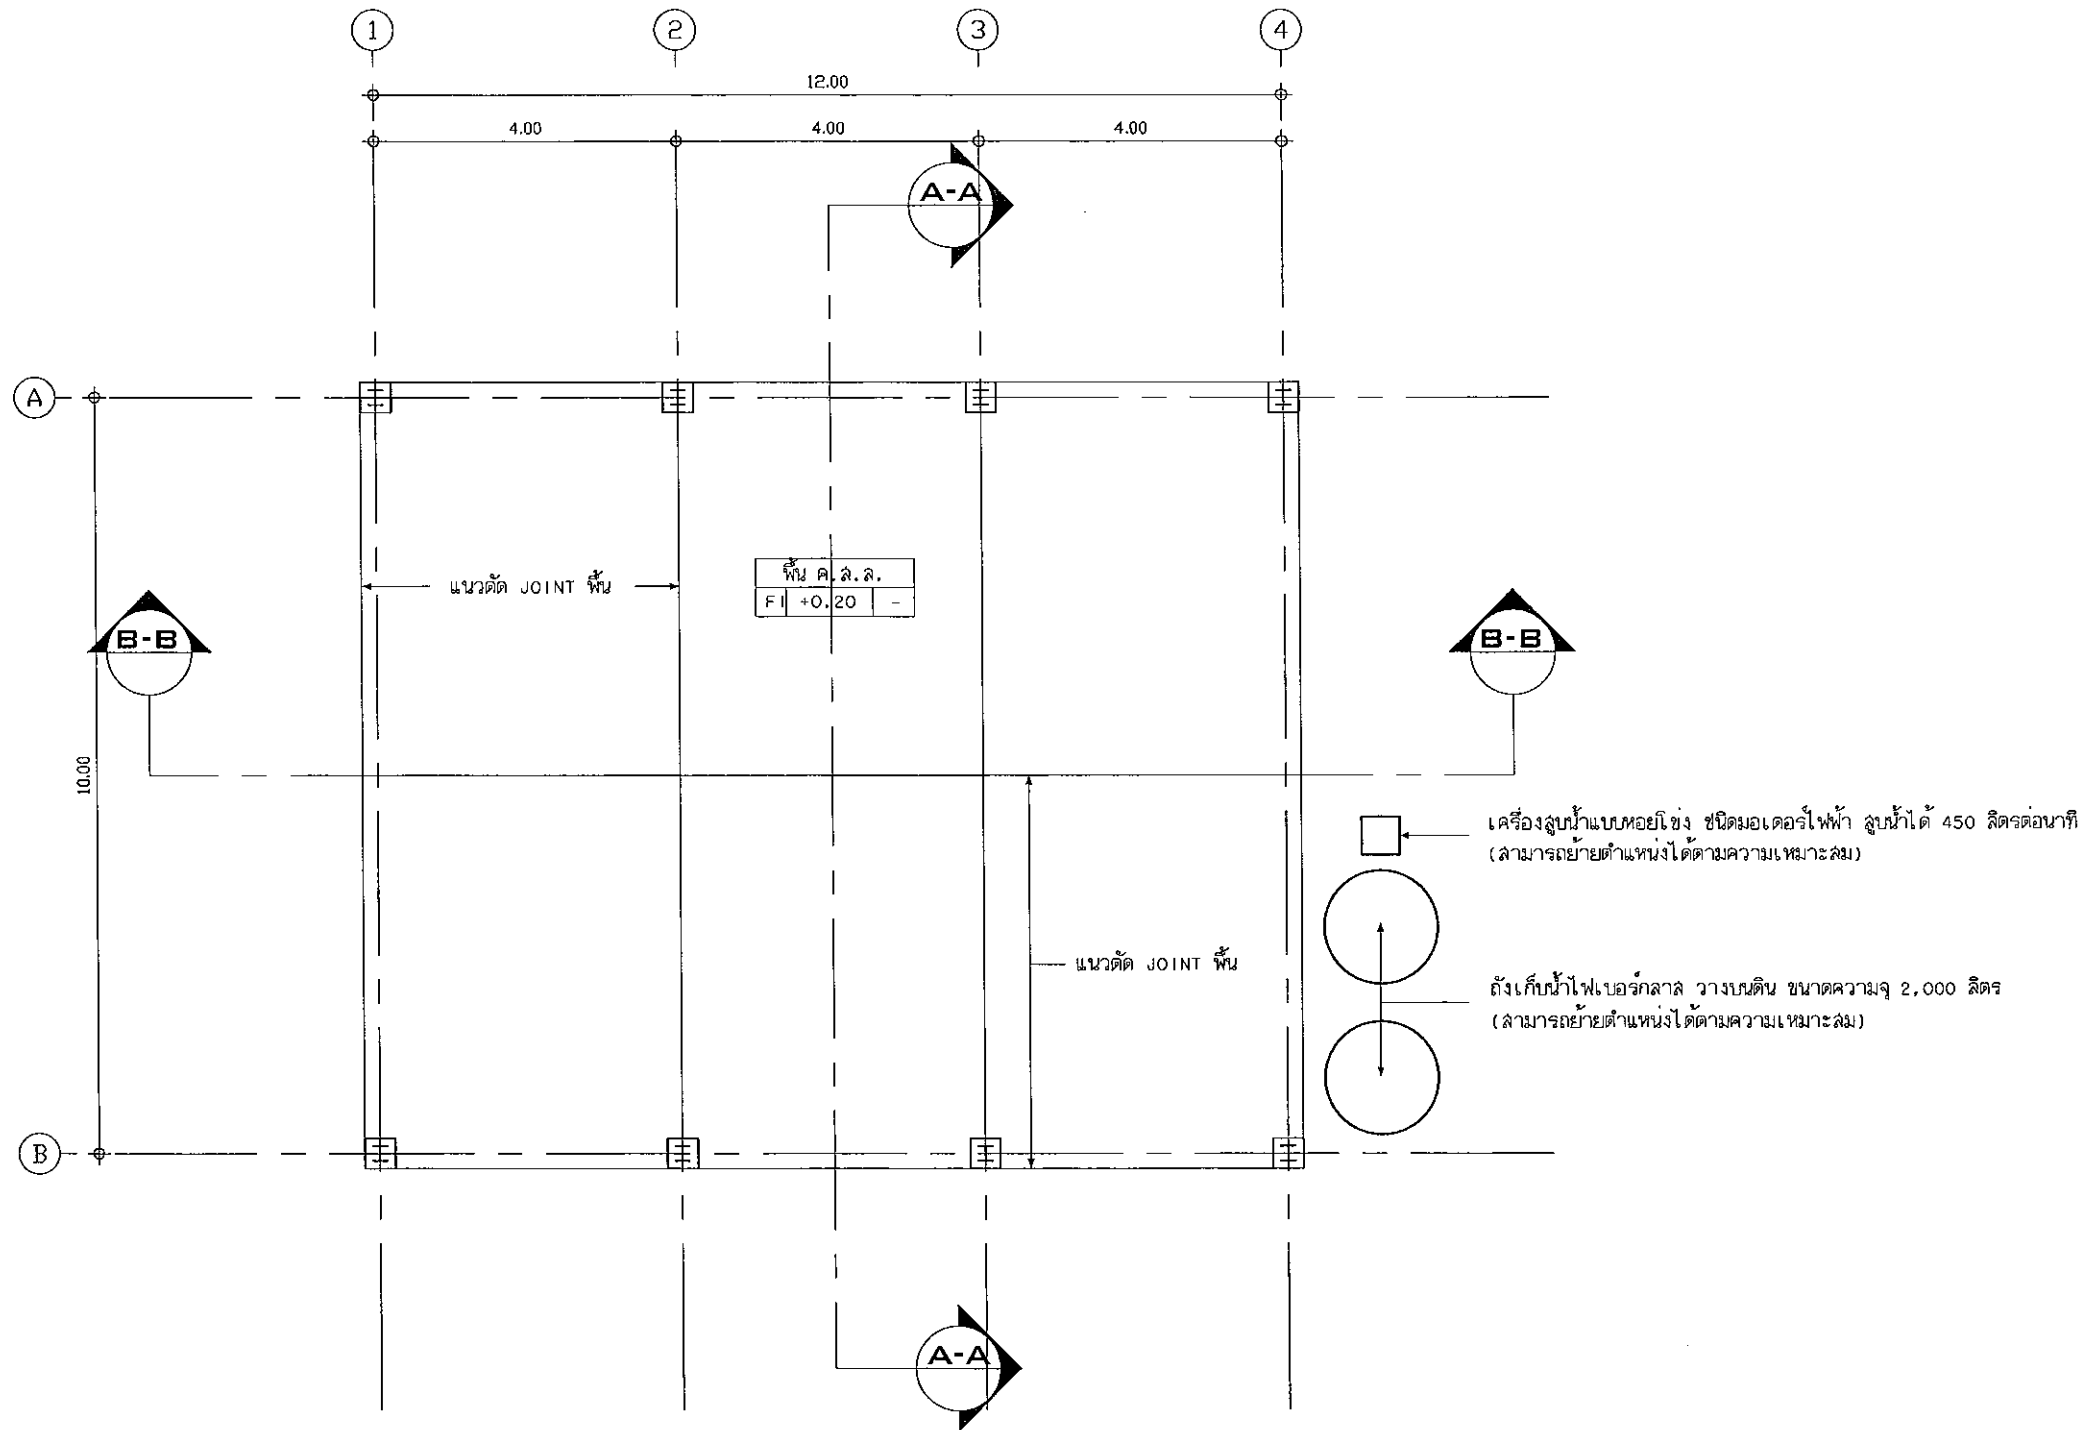 1 2 3 4
12.00
4.00 4.00 4.00
A-A
A
แนวตัด JOINT พื้น
พื้น ค.ส.ล.
F1 +0.20 -
B-B B-B
10.00
เครื่องสูบน้ำแบบหอยโข่ง ชนิดมอเตอร์ไฟฟ้า สูบน้ำได้ 450 ลิตรต่อนาที
(สามารถย้ายตำแหน่งได้ตามความเหมาะสม)
แนวตัด JOINT พื้น
ถังเก็บน้ำไฟเบอร์กลาส วางบนดิน ขนาดความจุ 2,000 ลิตร
(สามารถย้ายตำแหน่งได้ตามความเหมาะสม)
B
A-A